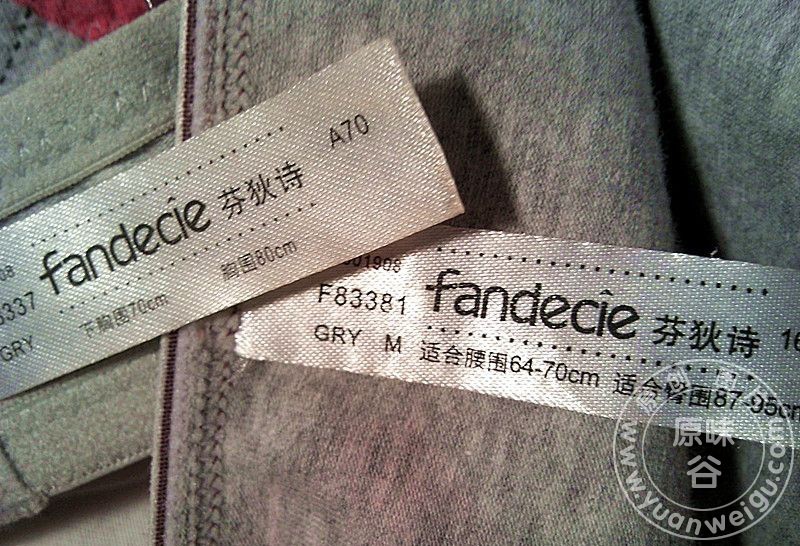 A70
fandecie 芬狄诗
胸围80cm
下胸围70cm
GRY
F83381
fandecie 芬狄诗
GRY M 适合腰围64-70cm 适合臀围87-95cm
原味
谷
www.yuanweigu.com